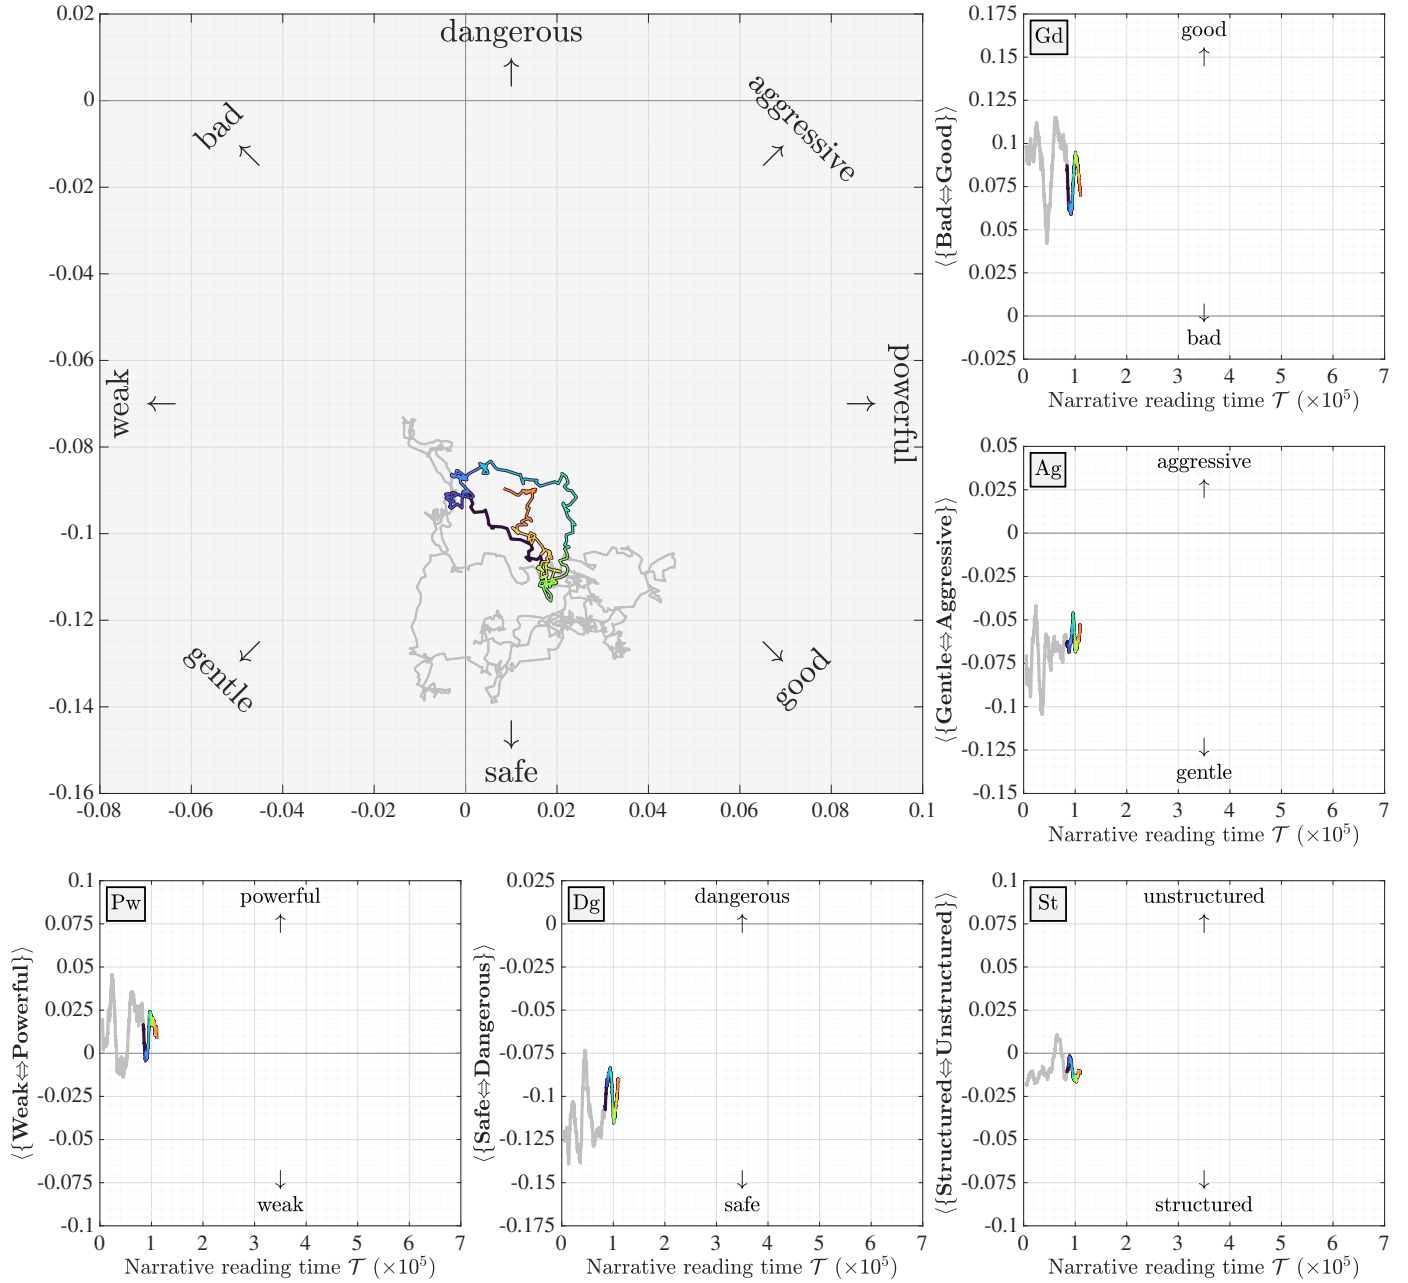 0.02
0
-0.02
-0.04
-0.06
-0.08
-0.1
-0.12
-0.14
-0.16
-0.08
-0.06
-0.04
-0.02
0
0.02
0.04
0.06
0.08
0.1
dangerous
↑
bad
↖
aggressive
↗
weak
←
powerful
→
gentle
↙
good
↘
↓
safe
Gd
good
↑
↓
bad
⟨{Bad⇔Good}⟩
0.175
0.15
0.125
0.1
0.075
0.05
0.025
0
-0.025
0 1 2 3 4 5 6 7
Narrative reading time 𝒯 (×10⁵)
Ag
aggressive
↑
↓
gentle
⟨{Gentle⇔Aggressive}⟩
0.05
0.025
0
-0.025
-0.05
-0.075
-0.1
-0.125
-0.15
0 1 2 3 4 5 6 7
Narrative reading time 𝒯 (×10⁵)
Pw
powerful
↑
↓
weak
⟨{Weak⇔Powerful}⟩
0.1
0.075
0.05
0.025
0
-0.025
-0.05
-0.075
-0.1
0 1 2 3 4 5 6 7
Narrative reading time 𝒯 (×10⁵)
Dg
dangerous
↑
↓
safe
⟨{Safe⇔Dangerous}⟩
0.025
0
-0.025
-0.05
-0.075
-0.1
-0.125
-0.15
-0.175
0 1 2 3 4 5 6 7
Narrative reading time 𝒯 (×10⁵)
St
unstructured
↑
↓
structured
⟨{Structured⇔Unstructured}⟩
0.1
0.075
0.05
0.025
0
-0.025
-0.05
-0.075
-0.1
0 1 2 3 4 5 6 7
Narrative reading time 𝒯 (×10⁵)